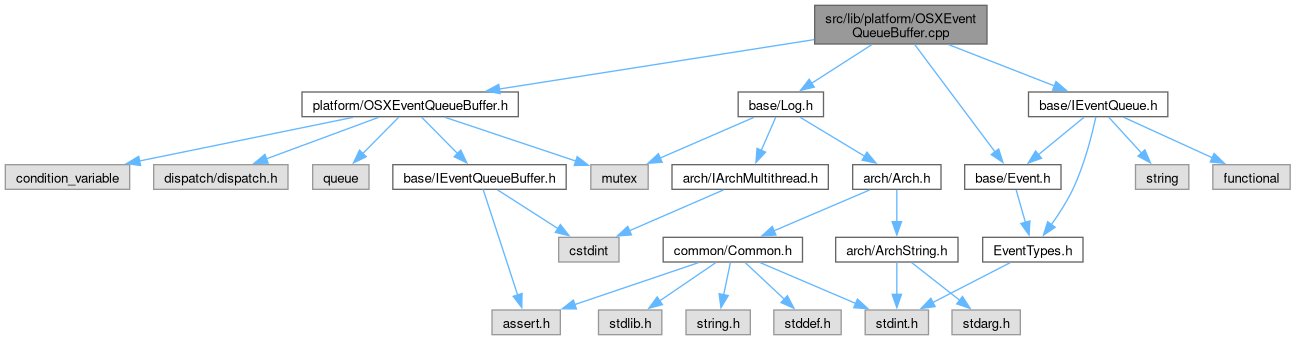 src/lib/platform/OSXEvent
QueueBuffer.cpp
platform/OSXEventQueueBuffer.h
base/Log.h
base/IEventQueue.h
condition_variable
dispatch/dispatch.h
queue
base/IEventQueueBuffer.h
mutex
arch/IArchMultithread.h
arch/Arch.h
base/Event.h
string
functional
cstdint
common/Common.h
arch/ArchString.h
EventTypes.h
assert.h
stdlib.h
string.h
stddef.h
stdint.h
stdarg.h